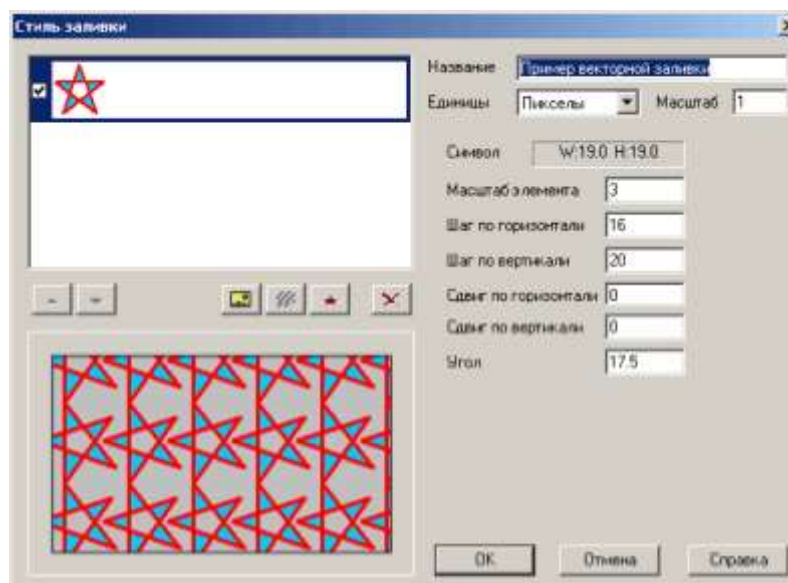 Стиль заливки
Название Пример векторной заливки
Единицы Пикселы Масштаб 1
Символ W:19.0 H:19.0
Масштаб элемента 3
Шаг по горизонтали 16
Шаг по вертикали 20
Сдвиг по горизонтали 0
Сдвиг по вертикали 0
Угол 17.5
OK Отмена Справка